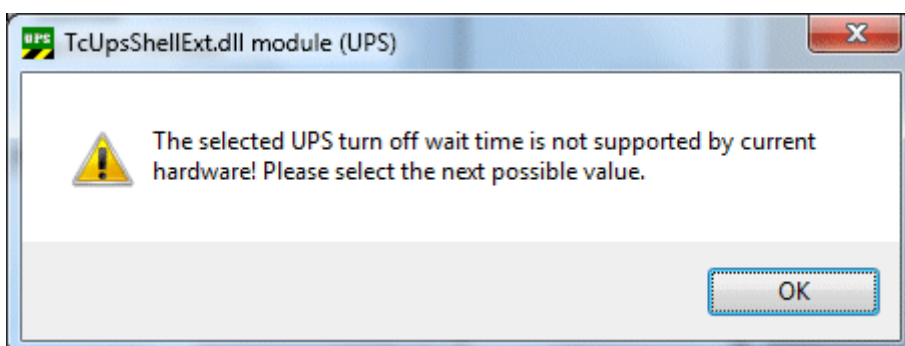 UPS TcUpsShellExt.dll module (UPS)
The selected UPS turn off wait time is not supported by current
hardware! Please select the next possible value.
OK